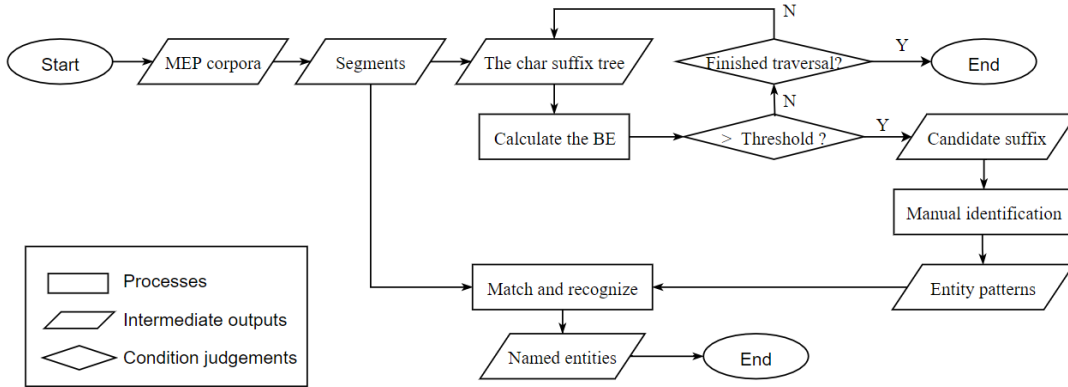 N
Start
MEP corpora
Segments
The char suffix tree
Finished traversal?
Y
End
N
Calculate the BE
> Threshold ?
Y
Candidate suffix
Manual identification
Processes
Match and recognize
Entity patterns
Intermediate outputs
Condition judgements
Named entities
End